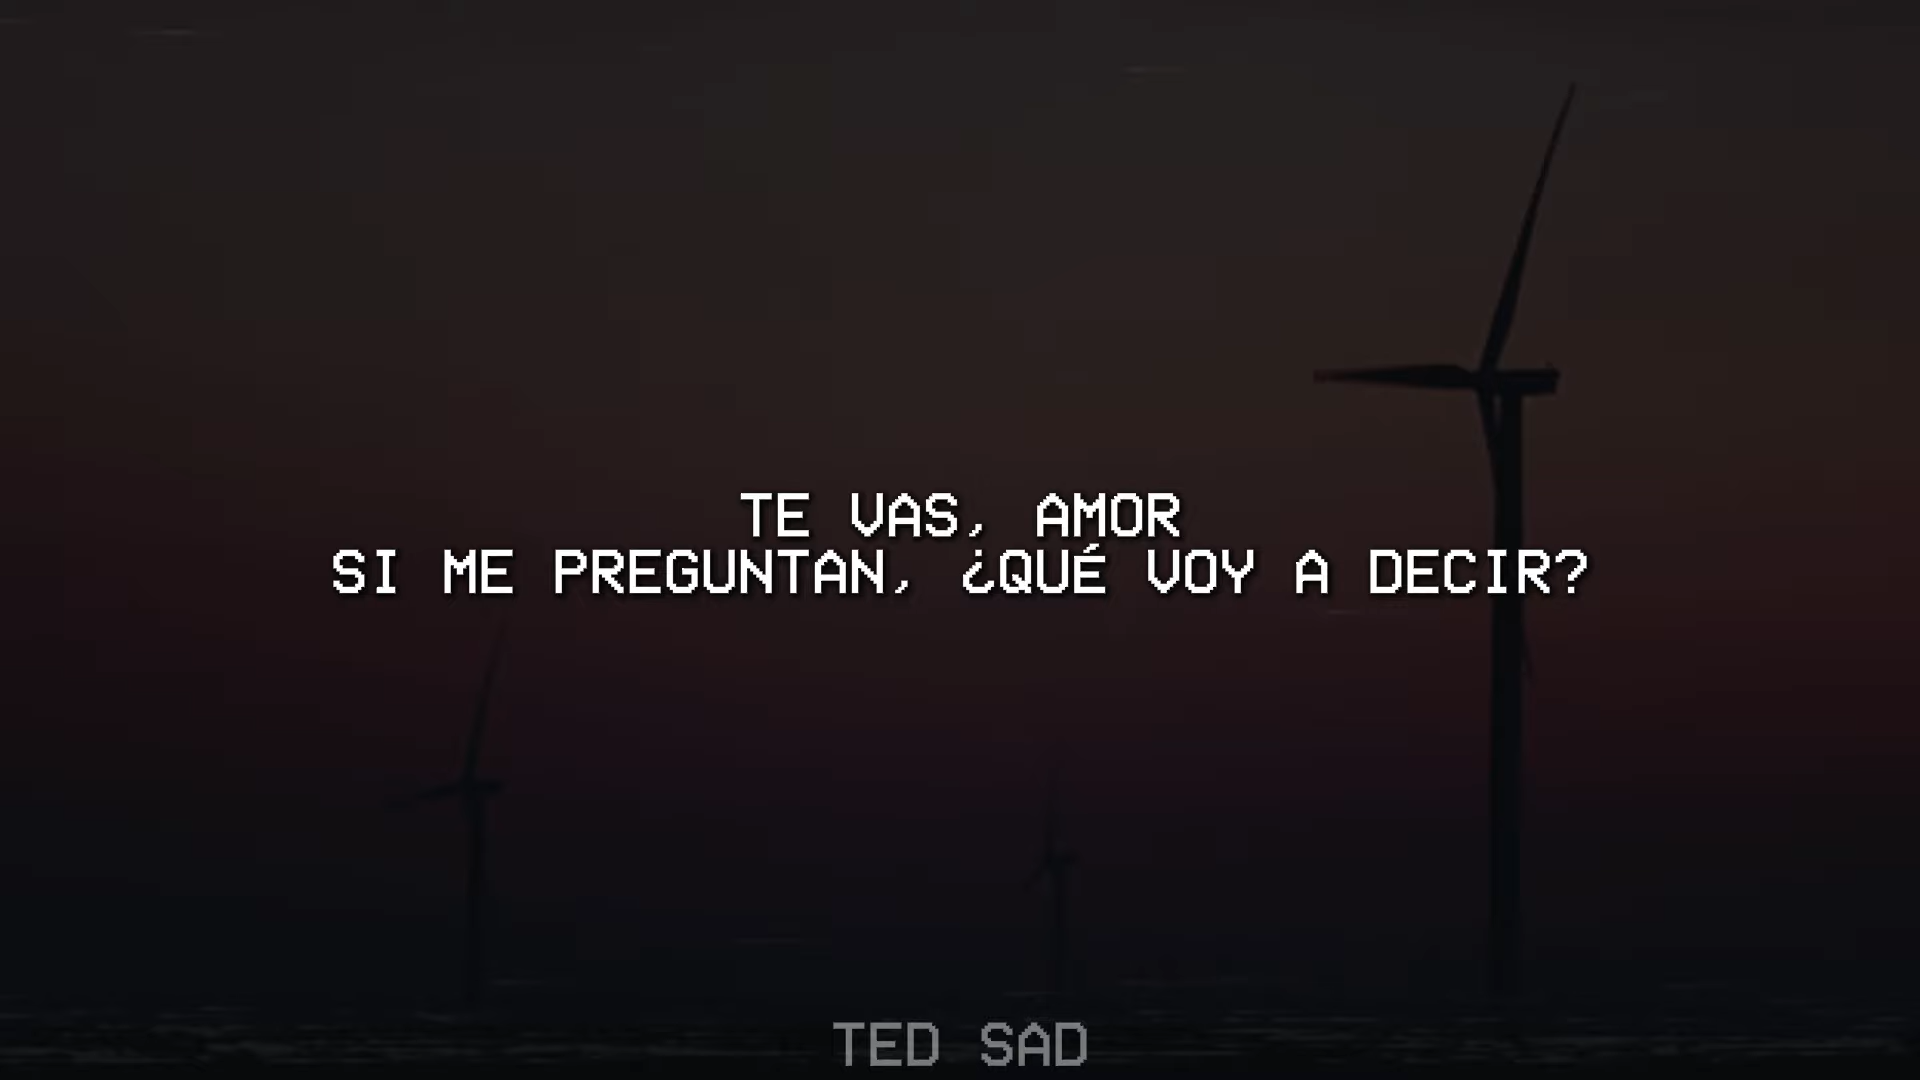 TE VAS, AMOR
SI ME PREGUNTAN, ¿QUÉ VOY A DECIR?
TED SAD